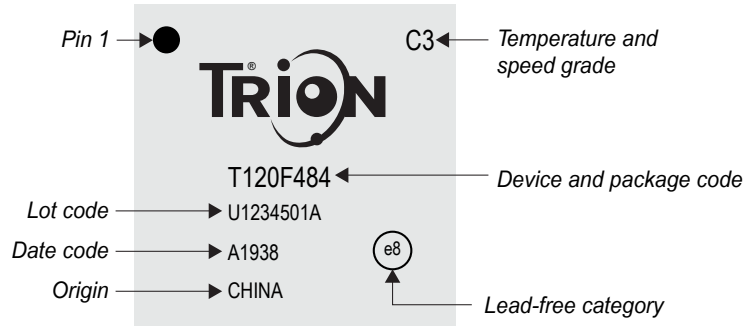 Pin 1
C3
Temperature and
speed grade
TRiON®
T120F484
Device and package code
Lot code
U1234501A
Date code
A1938
e8
Origin
CHINA
Lead-free category